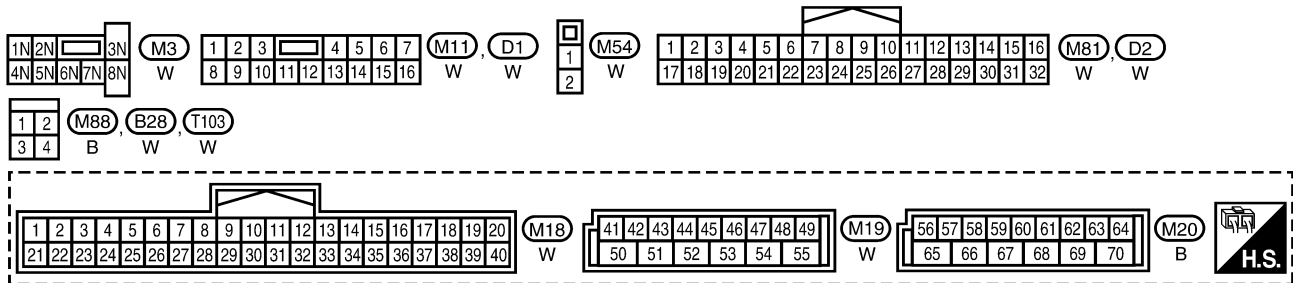 1N 2N 3N M3 1 2 3 4 5 6 7 M11 , D1 1 M54 1 2 3 4 5 6 7 8 9 10 11 12 13 14 15 16 M81 , D2
4N 5N 6N 7N 8N W 8 9 10 11 12 13 14 15 16 W W 2 W 17 18 19 20 21 22 23 24 25 26 27 28 29 30 31 32 W W
1 2 M88 , B28 , T103
3 4 B W W
1 2 3 4 5 6 7 8 9 10 11 12 13 14 15 16 17 18 19 20 M18 41 42 43 44 45 46 47 48 49 M19 56 57 58 59 60 61 62 63 64 M20
21 22 23 24 25 26 27 28 29 30 31 32 33 34 35 36 37 38 39 40 W 50 51 52 53 54 55 W 65 66 67 68 69 70 B H.S.